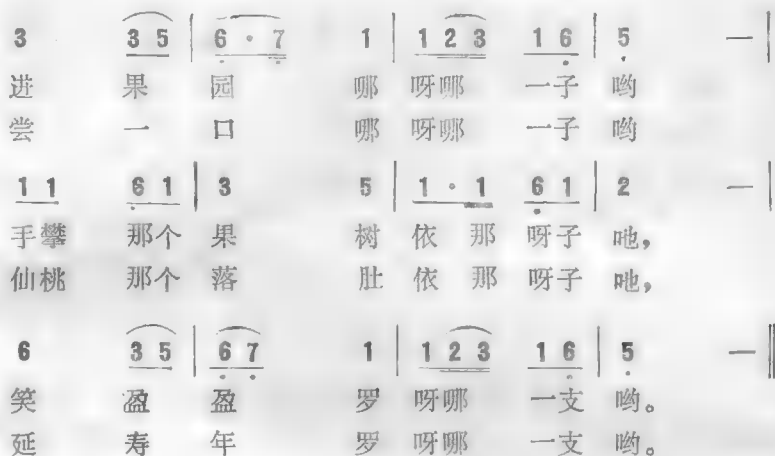 3 3 5 | 6 · 7 1 | 1 2 3 1 6 | 5 — |
进 果 园 哪 呀哪 一子 哟
尝 一 口 哪 呀哪 一子 哟
1 1 6 1 | 3 5 | 1 · 1 6 1 | 2 — |
手攀 那个 果 树 依 那 呀子 吔，
仙桃 那个 落 肚 依 那 呀子 吔，
6 3 5 | 6 7 1 | 1 2 3 1 6 | 5 — ‖
笑 盈 盈 罗 呀哪 一支 哟。
延 寿 年 罗 呀哪 一支 哟。